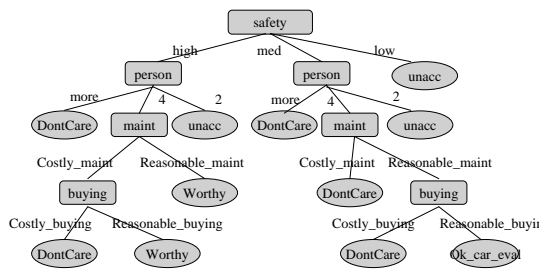 safety
high med low
person person unacc
more 4 2 more 4 2
DontCare maint unacc DontCare maint unacc
Costly_maint Reasonable_maint Costly_maint Reasonable_maint
buying Worthy DontCare buying
Costly_buying Reasonable_buying Costly_buying Reasonable_buyin
DontCare Worthy DontCare Ok_car_eval